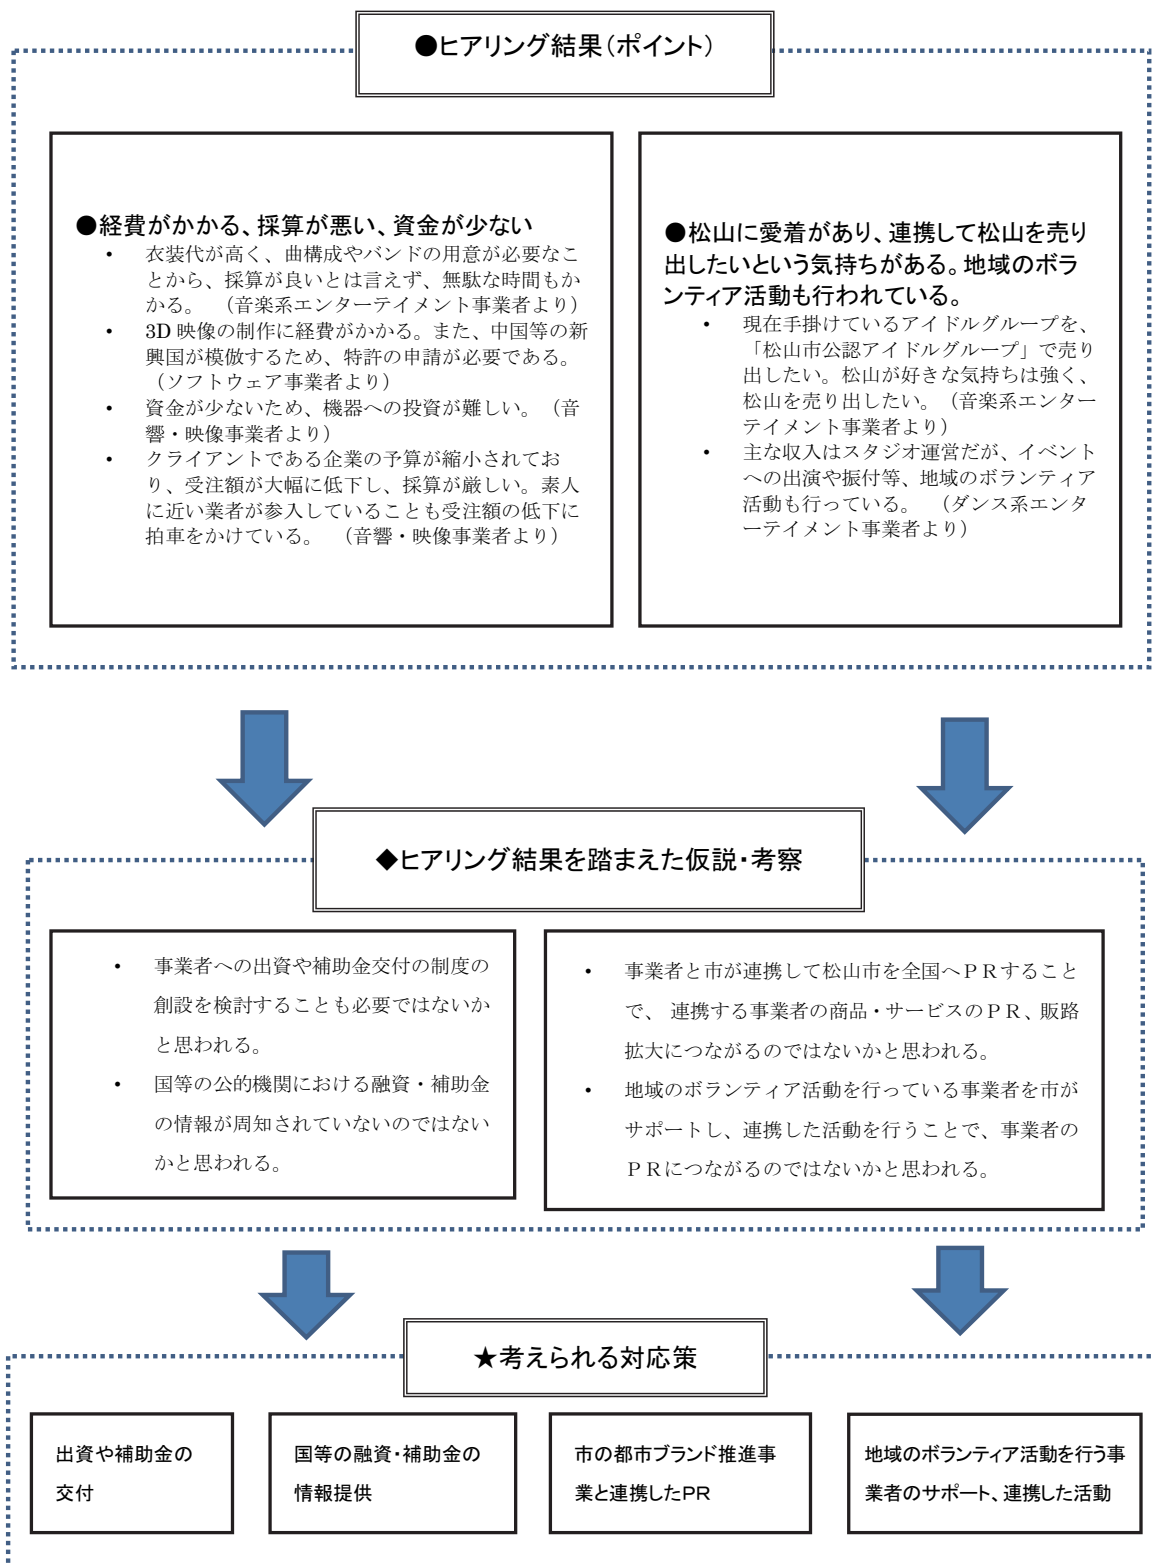 ●ヒアリング結果（ポイント）
●経費がかかる、採算が悪い、資金が少ない
• 衣装代が高く、曲構成やバンドの用意が必要なこ
とから、採算が良いとは言えず、無駄な時間もか
かる。 （音楽系エンターテイメント事業者より）
• 3D 映像の制作に経費がかかる。また、中国等の新
興国が模倣するため、特許の申請が必要である。
（ソフトウェア事業者より）
• 資金が少ないため、機器への投資が難しい。（音
響・映像事業者より）
• クライアントである企業の予算が縮小されてお
り、受注額が大幅に低下し、採算が厳しい。素人
に近い業者が参入していることも受注額の低下に
拍車をかけている。 （音響・映像事業者より）
●松山に愛着があり、連携して松山を売り
出したいという気持ちがある。地域のボラ
ンティア活動も行われている。
• 現在手掛けているアイドルグループを、
「松山市公認アイドルグループ」で売り
出したい。松山が好きな気持ちは強く、
松山を売り出したい。（音楽系エンター
テイメント事業者より）
• 主な収入はスタジオ運営だが、イベント
への出演や振付等、地域のボランティア
活動も行っている。 （ダンス系エンタ
ーテイメント事業者より）
◆ヒアリング結果を踏まえた仮説・考察
• 事業者への出資や補助金交付の制度の
創設を検討することも必要ではないか
と思われる。
• 国等の公的機関における融資・補助金
の情報が周知されていないのではない
かと思われる。
• 事業者と市が連携して松山市を全国へＰＲすること
で、 連携する事業者の商品・サービスのＰＲ、販路
拡大につながるのではないかと思われる。
• 地域のボランティア活動を行っている事業者を市が
サポートし、連携した活動を行うことで、事業者の
ＰＲにつながるのではないかと思われる。
★考えられる対応策
出資や補助金の
交付
国等の融資・補助金の
情報提供
市の都市ブランド推進事
業と連携したPR
地域のボランティア活動を行う事
業者のサポート、連携した活動